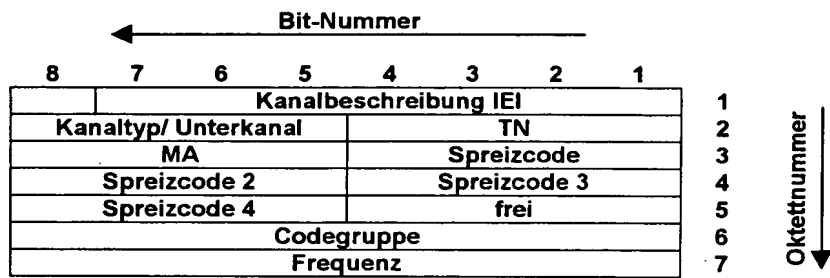 Bit-Nummer
8 7 6 5 4 3 2 1
Kanalbeschreibung IEI 1
Kanaltyp/ Unterkanal TN 2
MA Spreizcode 3
Spreizcode 2 Spreizcode 3 4
Spreizcode 4 frei 5
Codegruppe 6
Frequenz 7
Oktettnummer